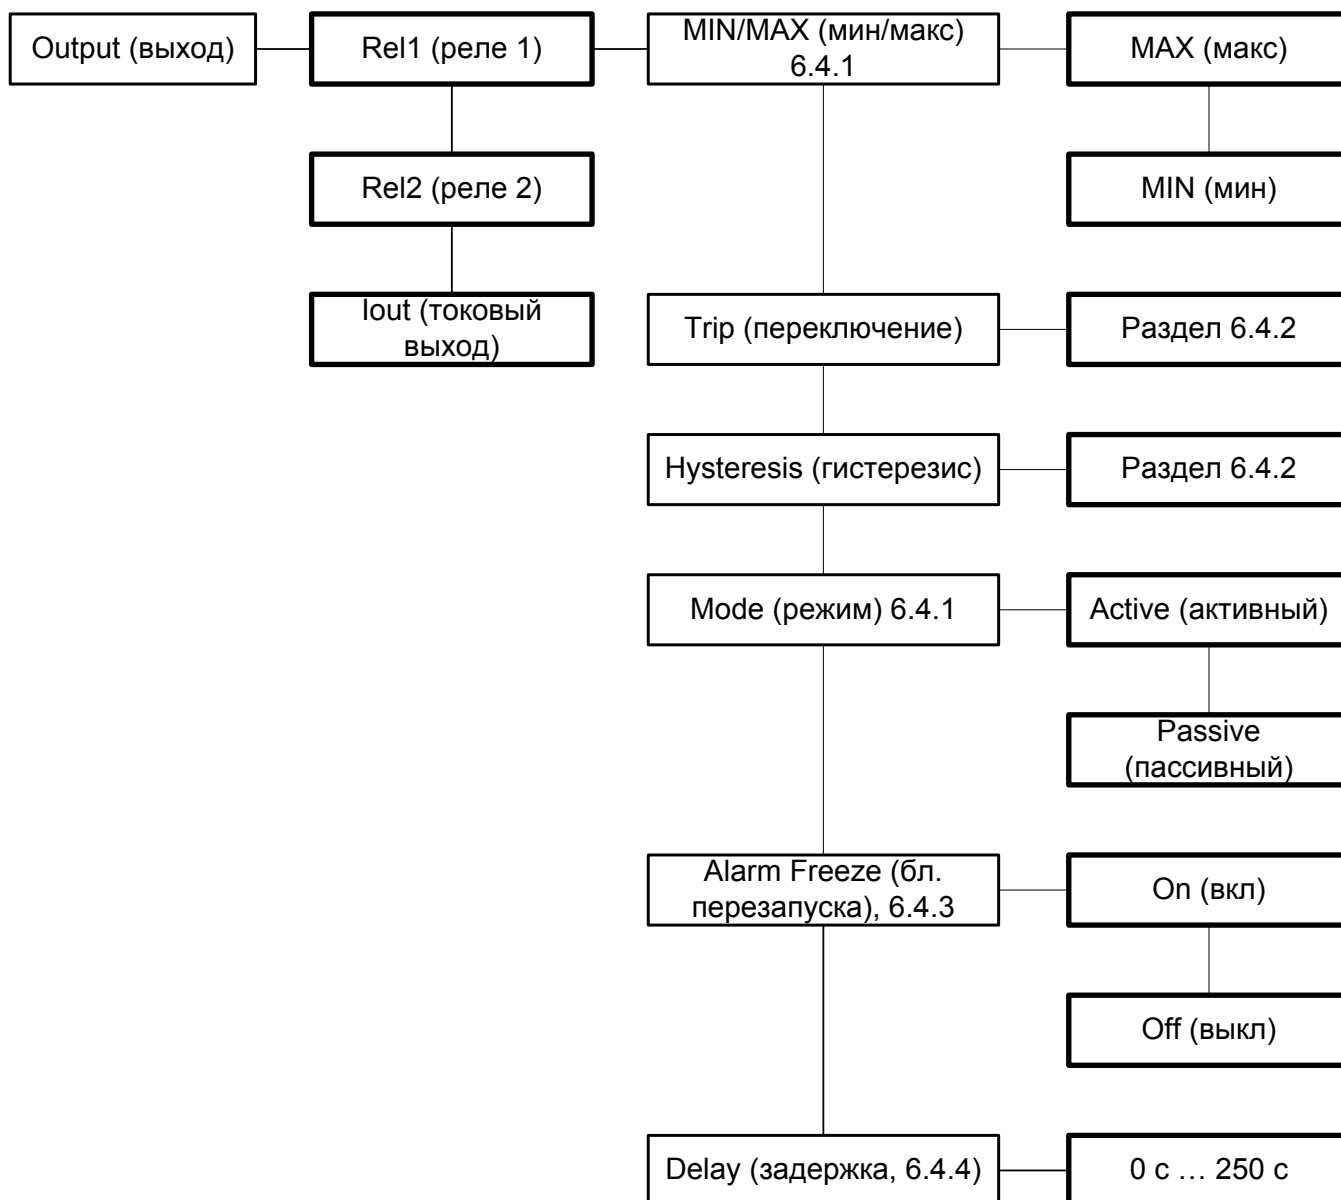 Output (выход)
Rel1 (реле 1)
MIN/MAX (мин/макс)
6.4.1
MAX (макс)
Rel2 (реле 2)
MIN (мин)
Iout (токовый
выход)
Trip (переключение)
Раздел 6.4.2
Hysteresis (гистерезис)
Раздел 6.4.2
Mode (режим) 6.4.1
Active (активный)
Passive
(пассивный)
Alarm Freeze (бл.
перезапуска), 6.4.3
On (вкл)
Off (выкл)
Delay (задержка, 6.4.4)
0 с … 250 с